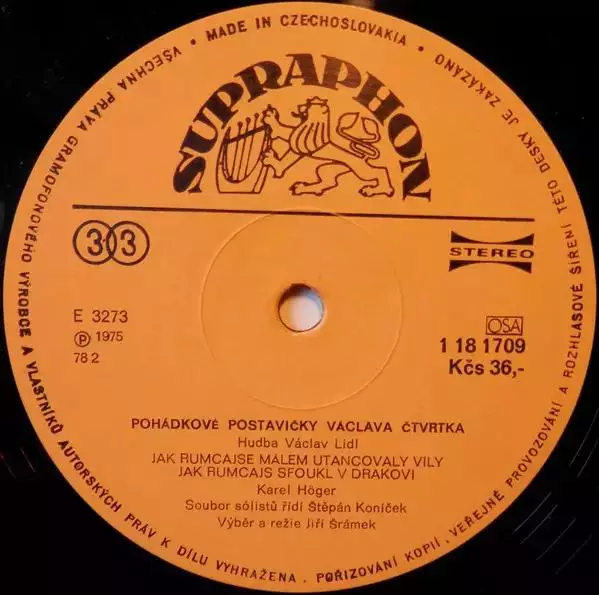 VŠECHNA PRÁVA GRAMOFONOVÉHO VÝROBCE A VLASTNÍKŮ AUTORSKÝCH PRÁV K DÍLU VYHRAŽENA. POŘIZOVÁNÍ KOPIÍ, VEŘEJNÉ PROVOZOVÁNÍ A ROZHLASOVÉ ŠÍŘENÍ TÉTO DESKY JE ZAKÁZÁNO • MADE IN CZECHOSLOVAKIA •
SUPRAPHON
33
STEREO
E 3273
Ⓟ 1975
78 2
OSA
1 18 1709
Kčs 36,-
POHÁDKOVÉ POSTAVIČKY VÁCLAVA ČTVRTKA
Hudba Václav Lídl
JAK RUMCAJSE MÁLEM UTANCOVALY VÍLY
JAK RUMCAJS SFOUKL V DRAKOVI
Karel Höger
Soubor sólistů řídí Štěpán Koníček
Výběr a režie Jiří Šrámek